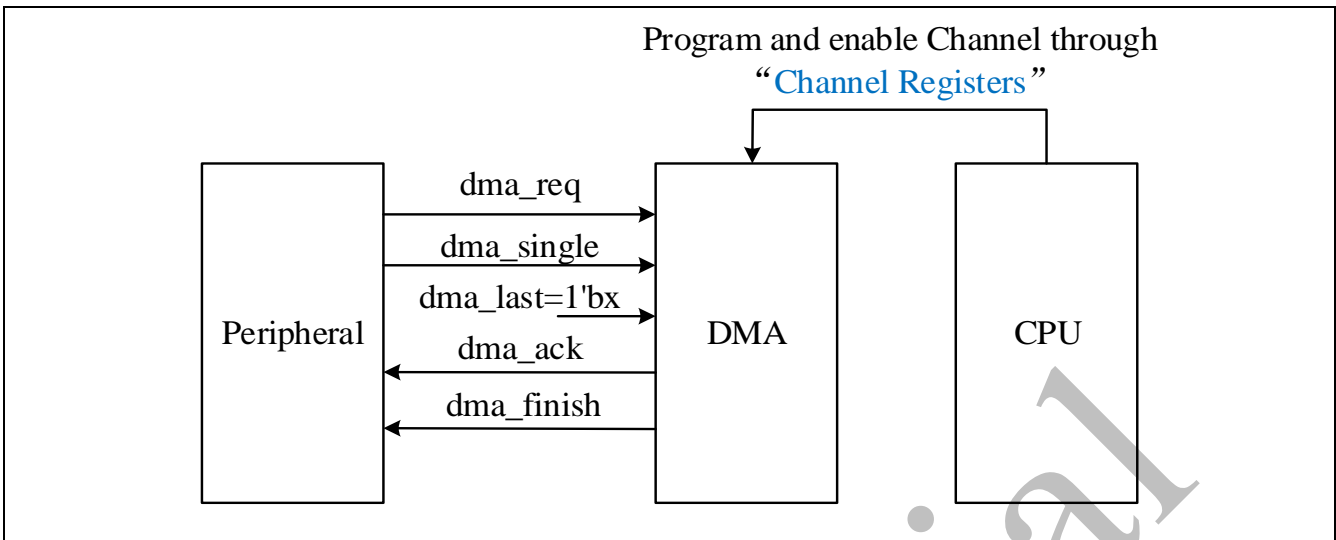 Program and enable Channel through
“Channel Registers”
dma_req
dma_single
dma_last=1'bx
Peripheral
DMA
CPU
dma_ack
dma_finish